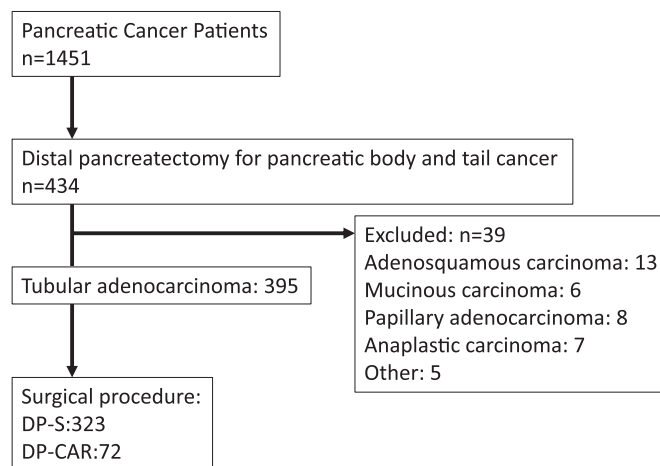 Pancreatic Cancer Patients
n=1451
Distal pancreatectomy for pancreatic body and tail cancer
n=434
Excluded: n=39
Adenosquamous carcinoma: 13
Mucinous carcinoma: 6
Papillary adenocarcinoma: 8
Anaplastic carcinoma: 7
Other: 5
Tubular adenocarcinoma: 395
Surgical procedure:
DP-S:323
DP-CAR:72